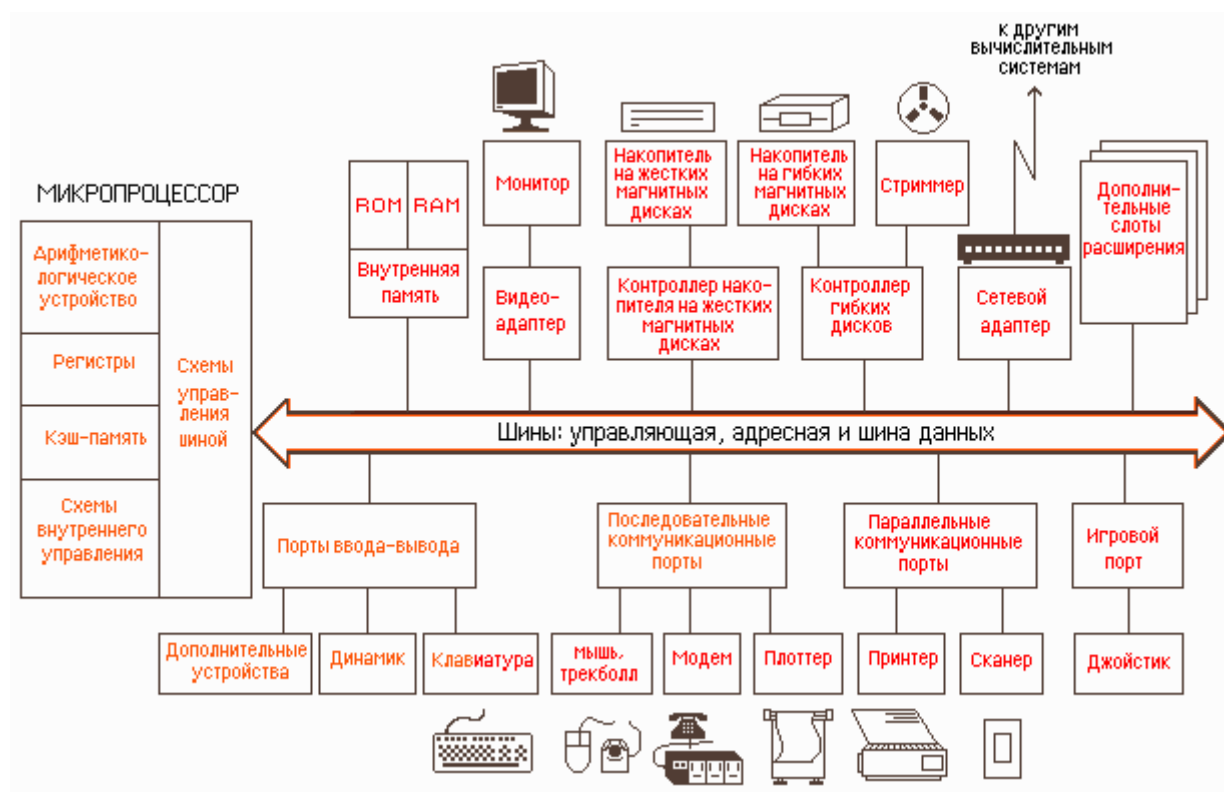 к другим
вычислительным
системам
МИКРОПРОЦЕССОР
Арифметико-
логическое
устройство
Регистры
Кэш-память
Схемы
внутреннего
управления
Схемы
управ-
ления
шиной
ROM
RAM
Внутренняя
память
Монитор
Видео-
адаптер
Накопитель
на жестких
магнитных
дисках
Контроллер нако-
пителя на жестких
магнитных
дисках
Накопитель
на гибких
магнитных
дисках
Стриммер
Контроллер
гибких
дисков
Сетевой
адаптер
Дополни-
тельные
слоты
расширения
Шины: управляющая, адресная и шина данных
Порты ввода-вывода
Последовательные
коммуникационные
порты
Параллельные
коммуникационные
порты
Игровой
порт
Дополнительные
устройства
Динамик
Клавиатура
мышь,
трекболл
Модем
Плоттер
Принтер
Сканер
Джойстик